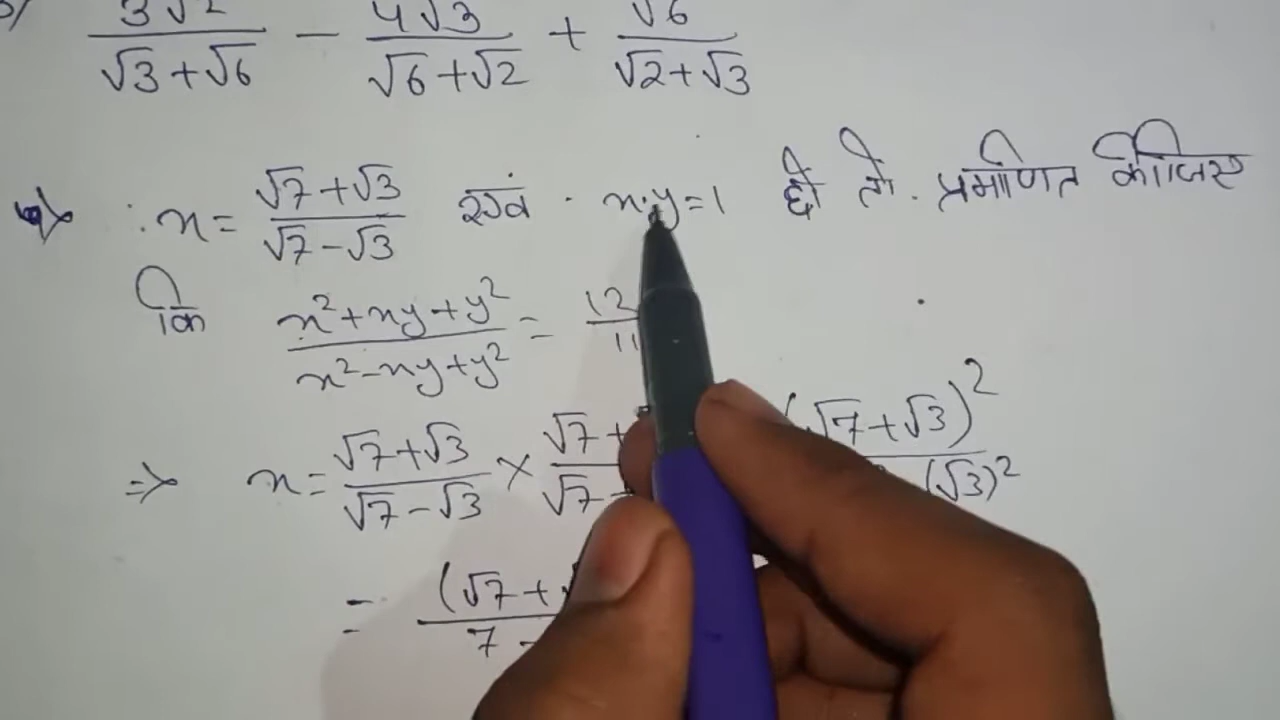 3√2/(√3+√6) − 4√3/(√6+√2) + √6/(√2+√3)
x = (√7+√3)/(√7−√3) एवं x·y=1 हो तो प्रमाणित कीजिए
कि (x²+xy+y²)/(x²−xy+y²) = 12/11
⇒ x = (√7+√3)/(√7−√3) × √7+/√7 (√7+√3)²/(√3)²
= (√7+/7